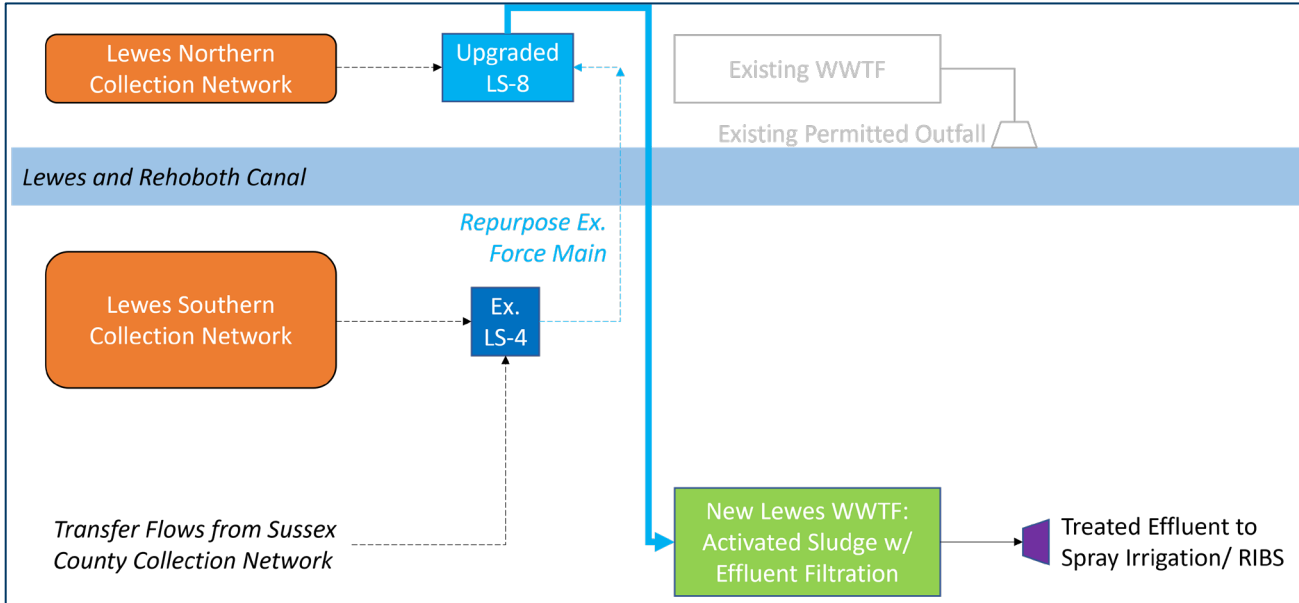 Lewes Northern
Collection Network
Upgraded
LS-8
Existing WWTF
Existing Permitted Outfall
Lewes and Rehoboth Canal
Repurpose Ex.
Force Main
Lewes Southern
Collection Network
Ex.
LS-4
Transfer Flows from Sussex
County Collection Network
New Lewes WWTF:
Activated Sludge w/
Effluent Filtration
Treated Effluent to
Spray Irrigation/ RIBS